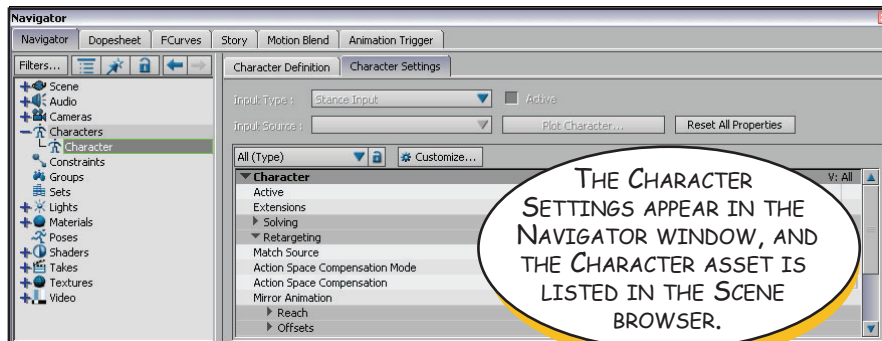 Navigator
Navigator Dopesheet FCurves Story Motion Blend Animation Trigger
Filters...
Scene
Audio
Cameras
Characters
Character
Constraints
Groups
Sets
Lights
Materials
Poses
Shaders
Takes
Textures
Video
Character Definition Character Settings
Input Type : Stance Input Active
Input Source : Plot Character... Reset All Properties
All (Type) Customize...
Character V: All
Active
Extensions
Solving
Retargeting
Match Source
Action Space Compensation Mode
Action Space Compensation
Mirror Animation
Reach
Offsets
THE CHARACTER
SETTINGS APPEAR IN THE
NAVIGATOR WINDOW, AND
THE CHARACTER ASSET IS
LISTED IN THE SCENE
BROWSER.